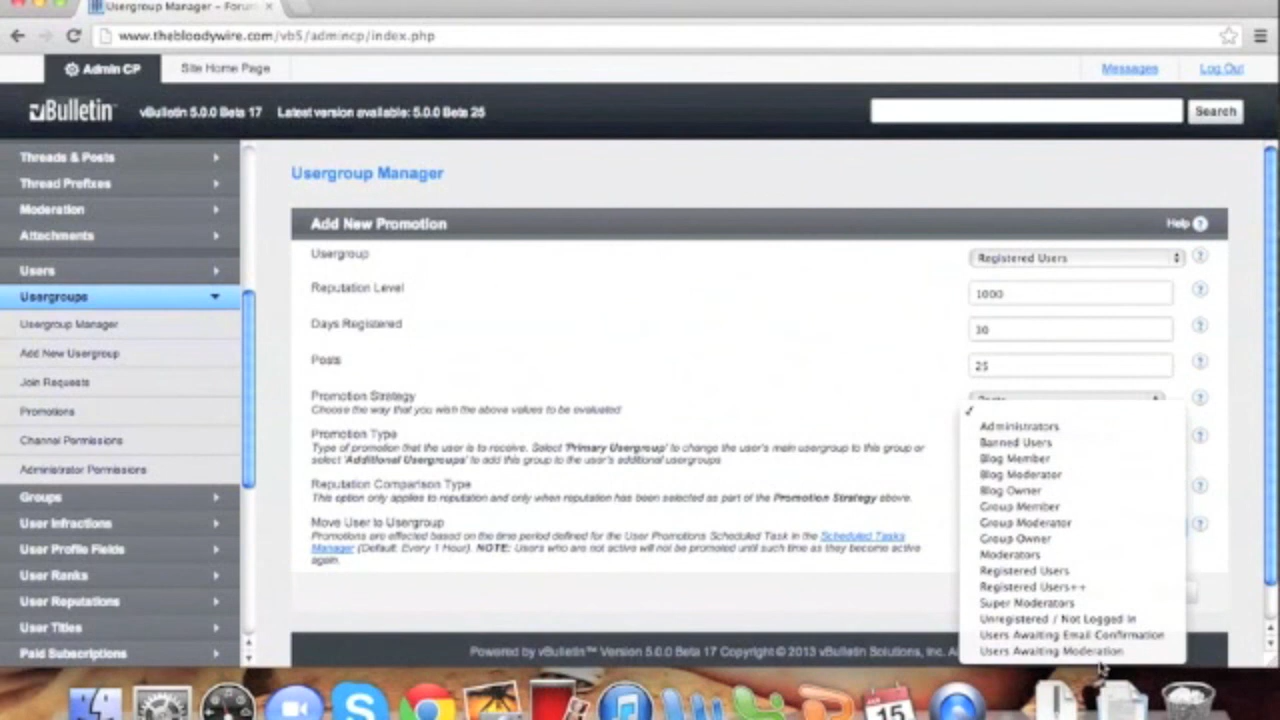 Usergroup Manager – Forum
www.thebloodywire.com/vb5/admincp/index.php
Admin CP
Site Home Page
Messages
Log Out
vBulletin
vBulletin 5.0.0 Beta 17
Latest version available: 5.0.0 Beta 25
Search
Threads & Posts
Thread Prefixes
Moderation
Attachments
Users
Usergroups
Usergroup Manager
Add New Usergroup
Join Requests
Promotions
Channel Permissions
Administrator Permissions
Groups
User Infractions
User Profile Fields
User Ranks
User Reputations
User Titles
Paid Subscriptions
Usergroup Manager
Add New Promotion
Help ?
Usergroup
Registered Users
Reputation Level
1000
Days Registered
30
Posts
25
Promotion Strategy
Choose the way that you wish the above values to be evaluated
Posts
Promotion Type
Type of promotion that the user is to receive. Select 'Primary Usergroup' to change the user's main usergroup to this group or
select 'Additional Usergroups' to add this group to the user's additional usergroups
Reputation Comparison Type
This option only applies to reputation and only when reputation has been selected as part of the Promotion Strategy above.
Move User to Usergroup
Promotions are effected based on the time period defined for the User Promotions Scheduled Task in the Scheduled Tasks
Manager (Default: Every 1 Hour). NOTE: Users who are not active will not be promoted until such time as they become active
again.
Administrators
Banned Users
Blog Member
Blog Moderator
Blog Owner
Group Member
Group Moderator
Group Owner
Moderators
Registered Users
Registered Users++
Super Moderators
Unregistered / Not Logged In
Users Awaiting Email Confirmation
Users Awaiting Moderation
Powered by vBulletin™ Version 5.0.0 Beta 17 Copyright © 2013 vBulletin Solutions, Inc. A
15